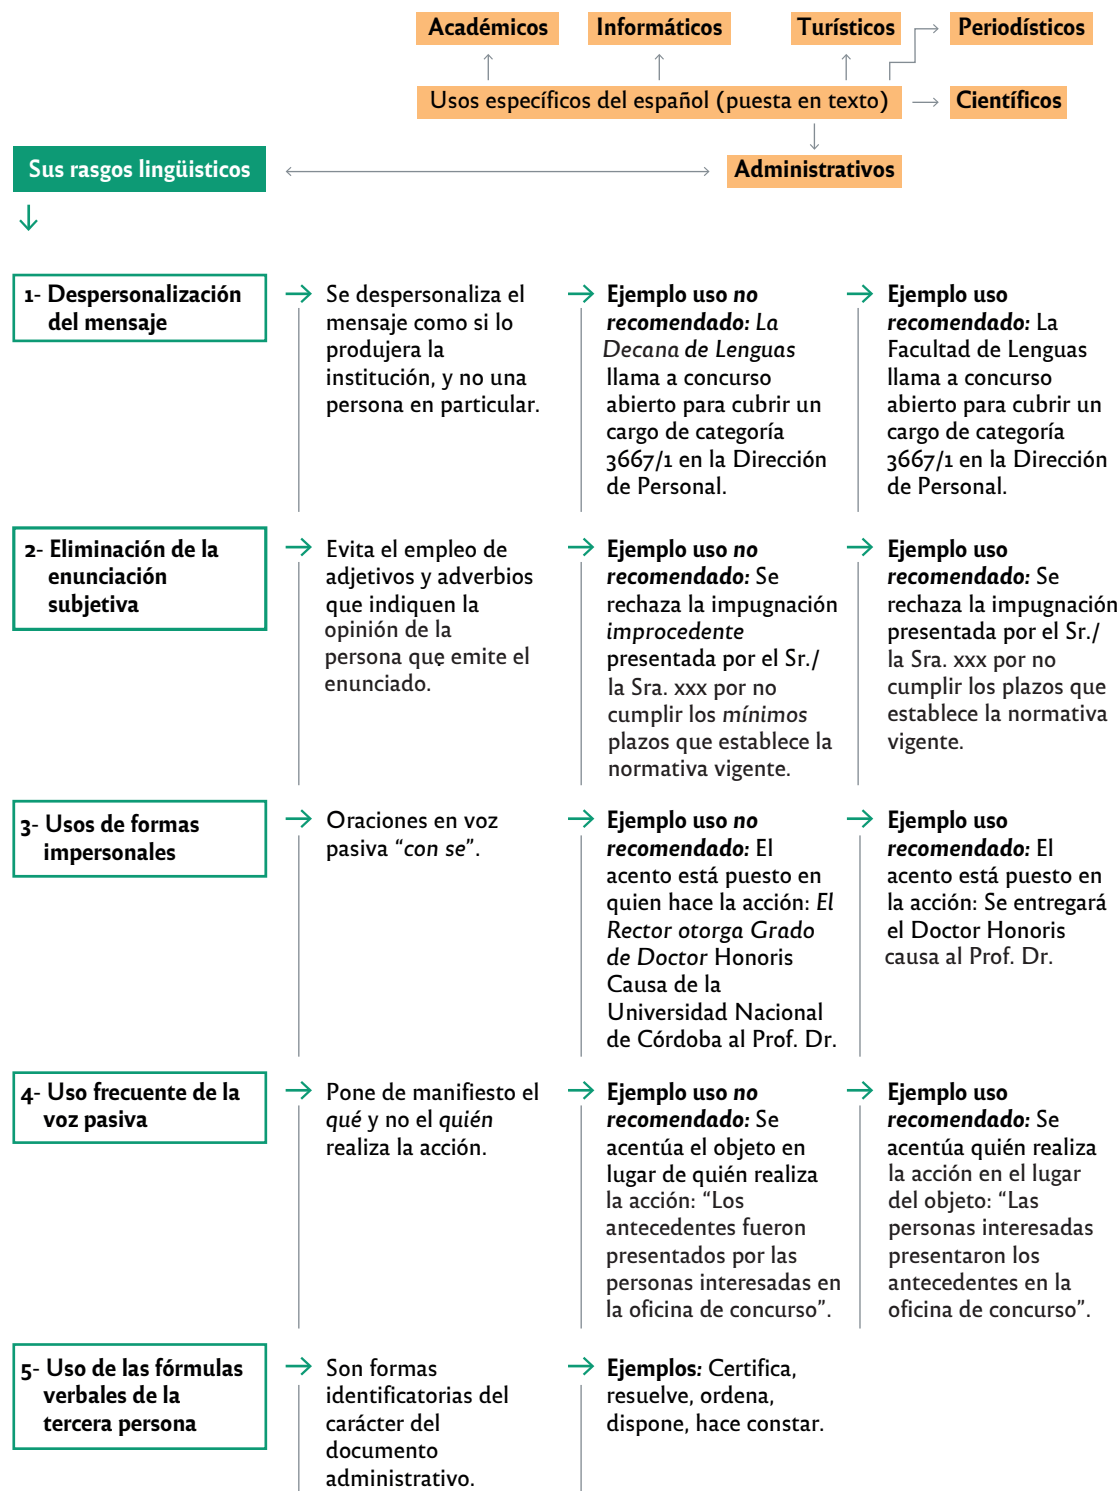 Académicos
Informáticos
Turísticos
Periodísticos
Usos específicos del español (puesta en texto)
Científicos
Sus rasgos lingüísticos
Administrativos
1- Despersonalización
del mensaje
Se despersonaliza el
mensaje como si lo
produjera la
institución, y no una
persona en particular.
Ejemplo uso no
recomendado: La
Decana de Lenguas
llama a concurso
abierto para cubrir un
cargo de categoría
3667/1 en la Dirección
de Personal.
Ejemplo uso
recomendado: La
Facultad de Lenguas
llama a concurso
abierto para cubrir un
cargo de categoría
3667/1 en la Dirección
de Personal.
2- Eliminación de la
enunciación
subjetiva
Evita el empleo de
adjetivos y adverbios
que indiquen la
opinión de la
persona que emite el
enunciado.
Ejemplo uso no
recomendado: Se
rechaza la impugnación
improcedente
presentada por el Sr./
la Sra. xxx por no
cumplir los mínimos
plazos que establece la
normativa vigente.
Ejemplo uso
recomendado: Se
rechaza la impugnación
presentada por el Sr./
la Sra. xxx por no
cumplir los plazos que
establece la normativa
vigente.
3- Usos de formas
impersonales
Oraciones en voz
pasiva “con se”.
Ejemplo uso no
recomendado: El
acento está puesto en
quien hace la acción: El
Rector otorga Grado
de Doctor Honoris
Causa de la
Universidad Nacional
de Córdoba al Prof. Dr.
Ejemplo uso
recomendado: El
acento está puesto en
la acción: Se entregará
el Doctor Honoris
causa al Prof. Dr.
4- Uso frecuente de la
voz pasiva
Pone de manifiesto el
qué y no el quién
realiza la acción.
Ejemplo uso no
recomendado: Se
acentúa el objeto en
lugar de quién realiza
la acción: “Los
antecedentes fueron
presentados por las
personas interesadas en
la oficina de concurso”.
Ejemplo uso
recomendado: Se
acentúa quién realiza
la acción en el lugar
del objeto: “Las
personas interesadas
presentaron los
antecedentes en la
oficina de concurso”.
5- Uso de las fórmulas
verbales de la
tercera persona
Son formas
identificatorias del
carácter del
documento
administrativo.
Ejemplos: Certifica,
resuelve, ordena,
dispone, hace constar.